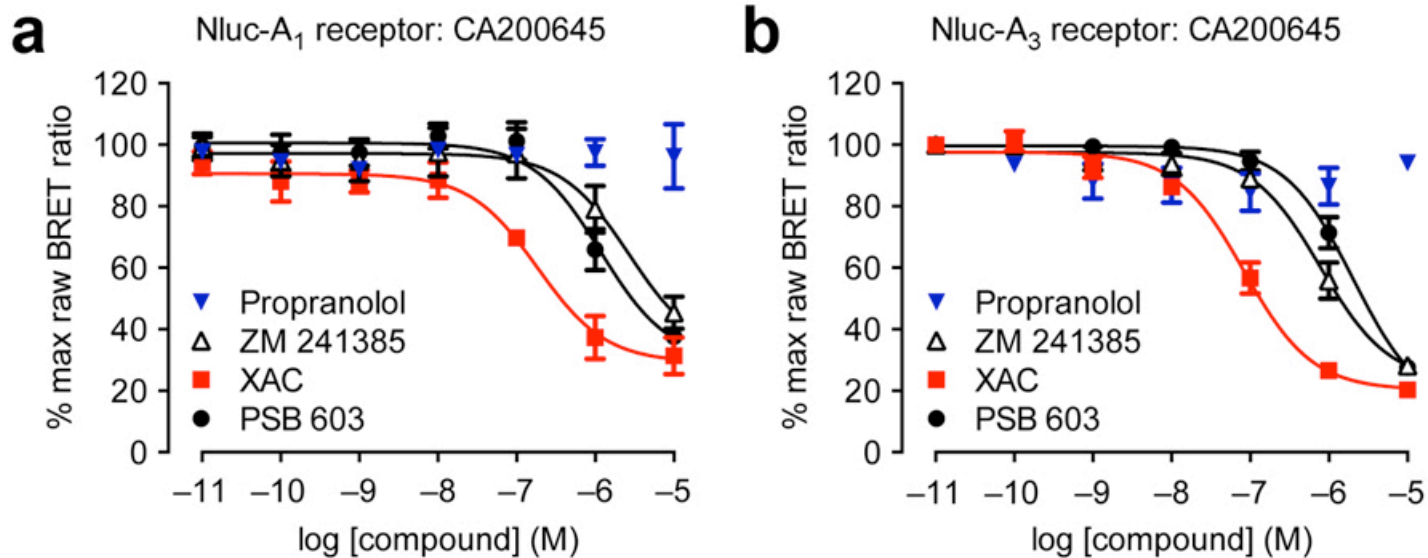 a
Nluc-A₁ receptor: CA200645
% max raw BRET ratio
120
100
80
60
40
20
0
Propranolol
ZM 241385
XAC
PSB 603
–11 –10 –9 –8 –7 –6 –5
log [compound] (M)
b
Nluc-A₃ receptor: CA200645
% max raw BRET ratio
120
100
80
60
40
20
0
Propranolol
ZM 241385
XAC
PSB 603
–11 –10 –9 –8 –7 –6 –5
log [compound] (M)